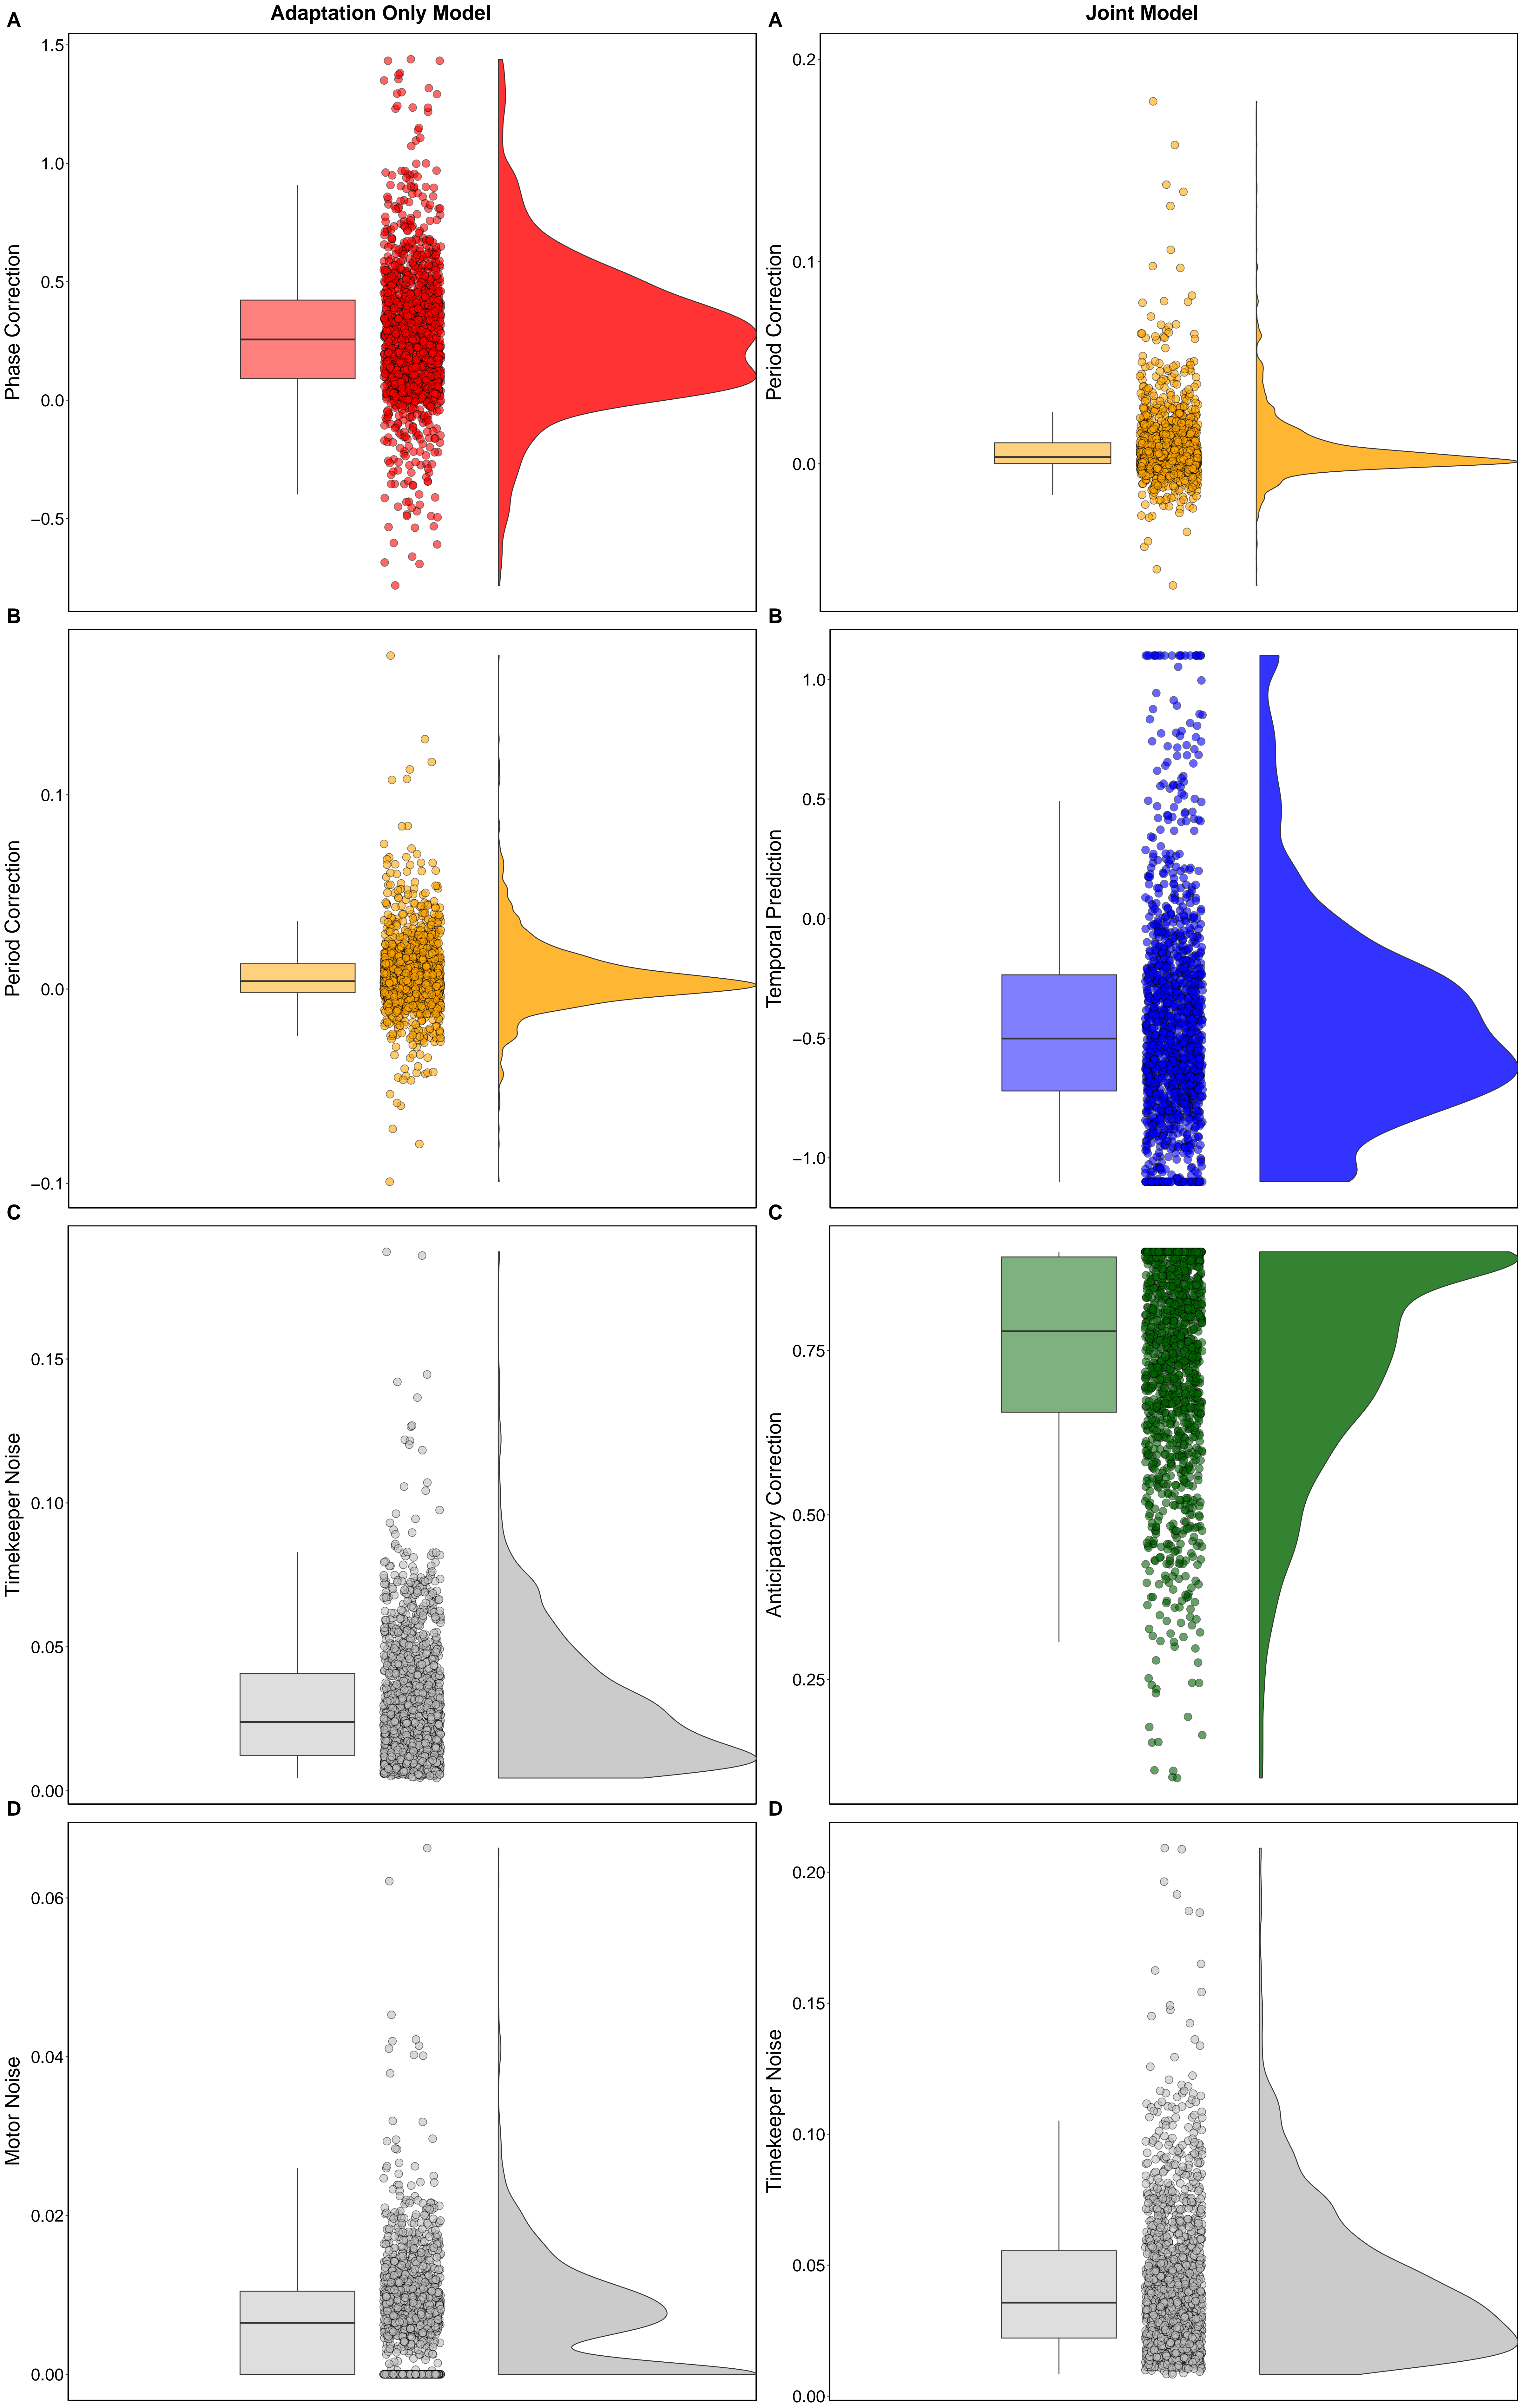 Adaptation Only Model
Joint Model
A
Phase Correction
1.5
1.0
0.5
0.0
−0.5
A
Period Correction
0.2
0.1
0.0
B
Period Correction
0.1
0.0
−0.1
B
Temporal Prediction
1.0
0.5
0.0
−0.5
−1.0
C
Timekeeper Noise
0.15
0.10
0.05
0.00
C
Anticipatory Correction
0.75
0.50
0.25
D
Motor Noise
0.06
0.04
0.02
0.00
D
Timekeeper Noise
0.20
0.15
0.10
0.05
0.00